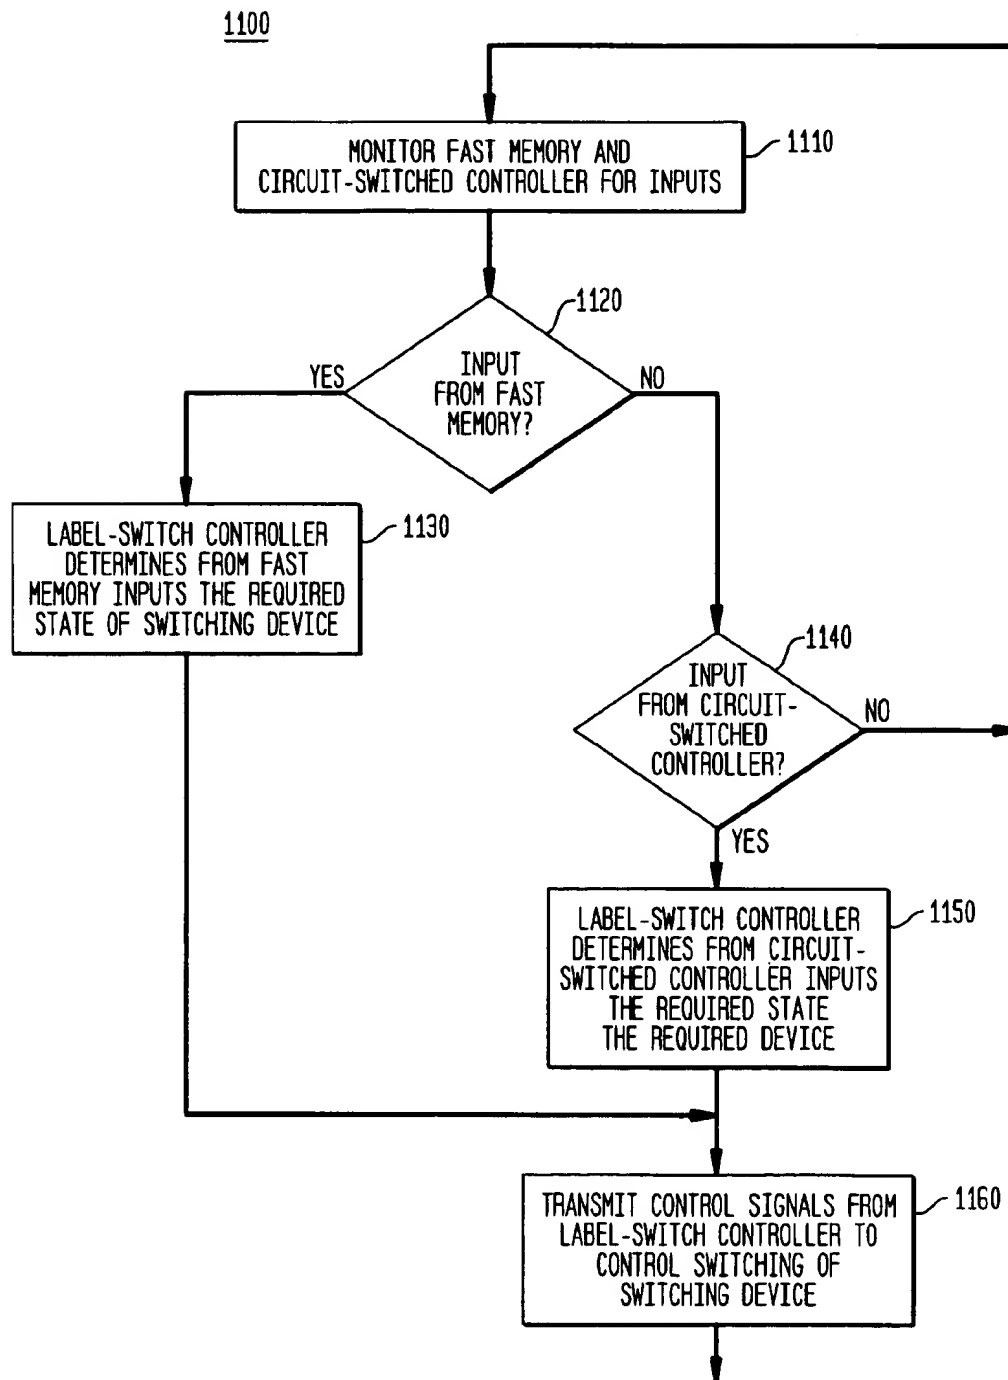 1100
MONITOR FAST MEMORY AND
CIRCUIT-SWITCHED CONTROLLER FOR INPUTS
1110
1120
INPUT
FROM FAST
MEMORY?
YES
NO
LABEL-SWITCH CONTROLLER
DETERMINES FROM FAST
MEMORY INPUTS THE REQUIRED
STATE OF SWITCHING DEVICE
1130
1140
INPUT
FROM CIRCUIT-
SWITCHED
CONTROLLER?
NO
YES
LABEL-SWITCH CONTROLLER
DETERMINES FROM CIRCUIT-
SWITCHED CONTROLLER INPUTS
THE REQUIRED STATE
THE REQUIRED DEVICE
1150
TRANSMIT CONTROL SIGNALS FROM
LABEL-SWITCH CONTROLLER TO
CONTROL SWITCHING OF
SWITCHING DEVICE
1160